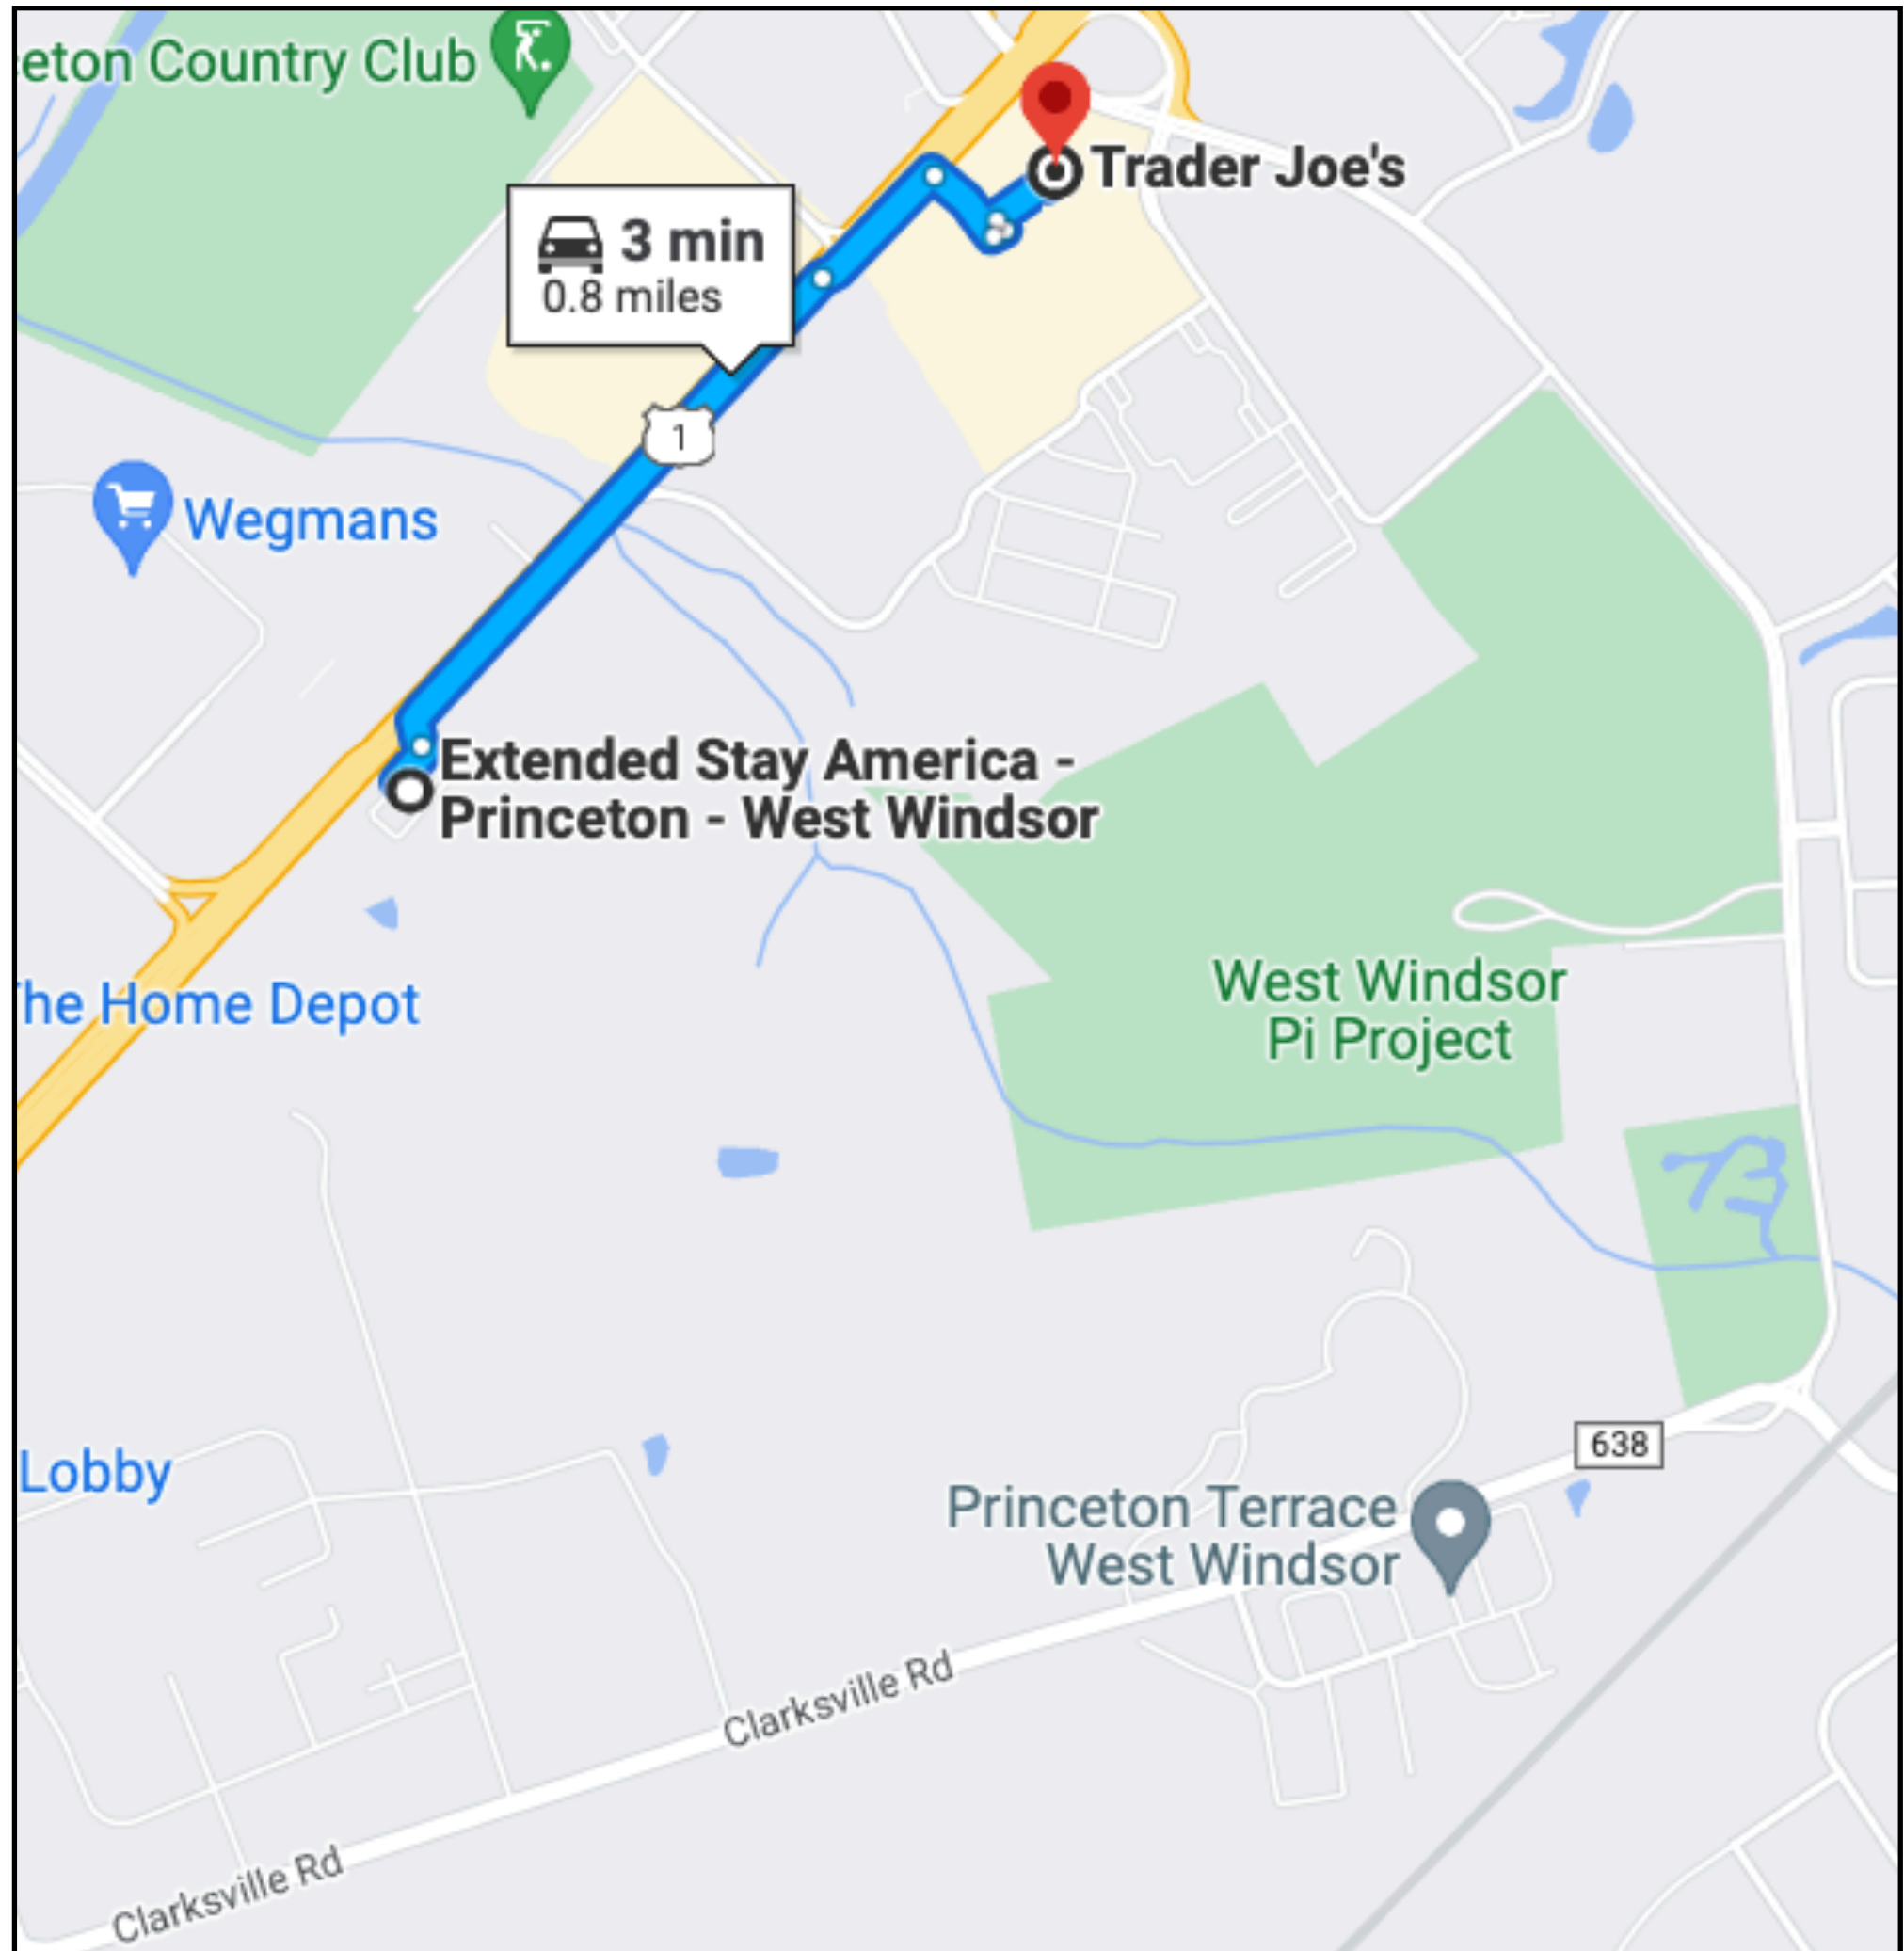 eton Country Club
Trader Joe's
3 min
0.8 miles
1
Wegmans
Extended Stay America -
Princeton - West Windsor
he Home Depot
West Windsor
Pi Project
Lobby
638
Princeton Terrace
West Windsor
Clarksville Rd
Clarksville Rd